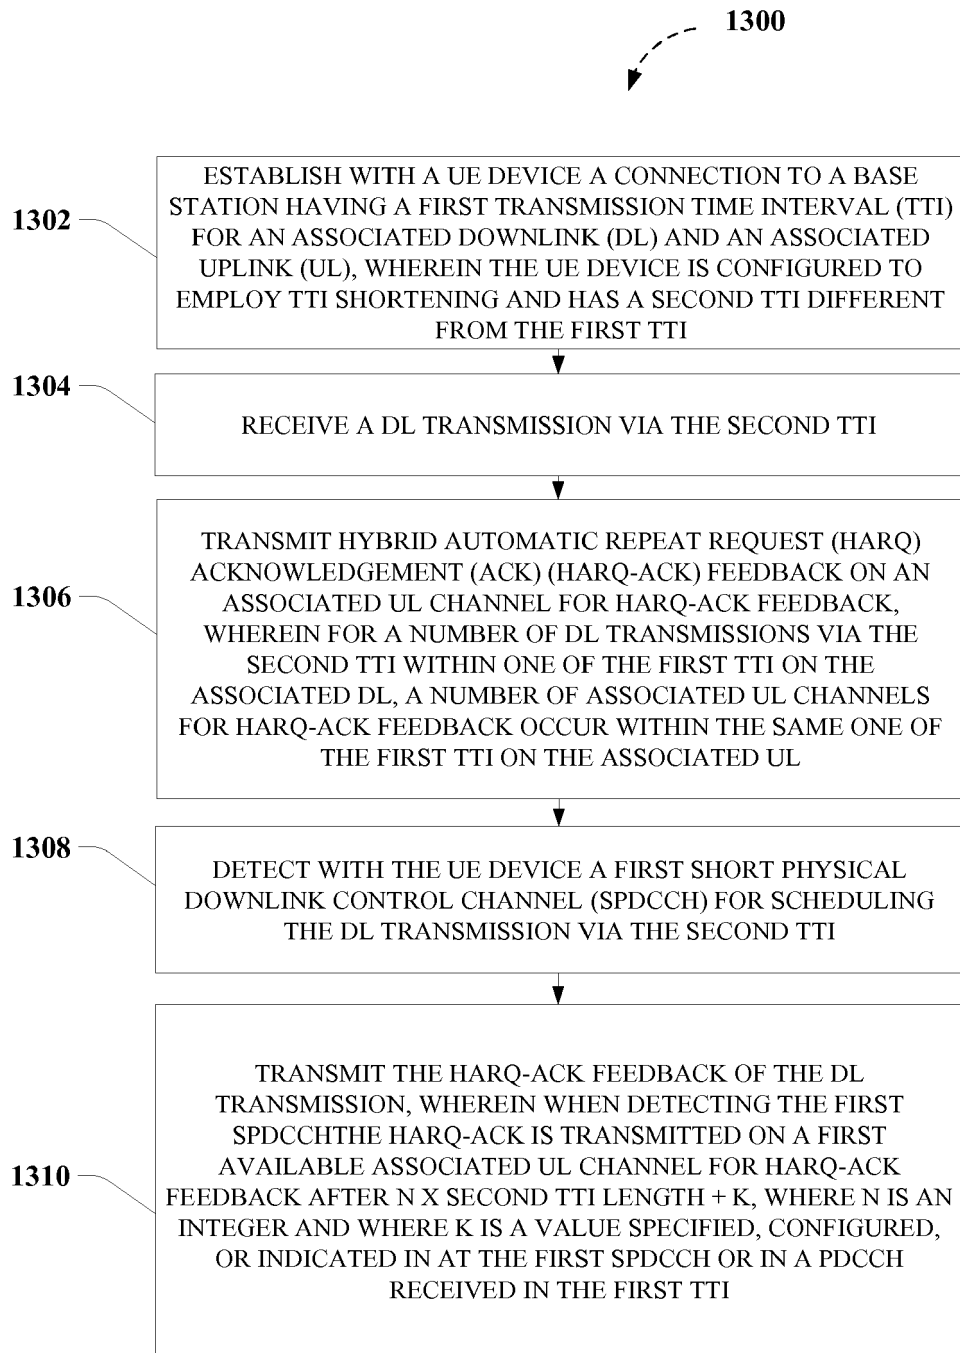 1300
1302
ESTABLISH WITH A UE DEVICE A CONNECTION TO A BASE
STATION HAVING A FIRST TRANSMISSION TIME INTERVAL (TTI)
FOR AN ASSOCIATED DOWNLINK (DL) AND AN ASSOCIATED
UPLINK (UL), WHEREIN THE UE DEVICE IS CONFIGURED TO
EMPLOY TTI SHORTENING AND HAS A SECOND TTI DIFFERENT
FROM THE FIRST TTI
1304
RECEIVE A DL TRANSMISSION VIA THE SECOND TTI
1306
TRANSMIT HYBRID AUTOMATIC REPEAT REQUEST (HARQ)
ACKNOWLEDGEMENT (ACK) (HARQ-ACK) FEEDBACK ON AN
ASSOCIATED UL CHANNEL FOR HARQ-ACK FEEDBACK,
WHEREIN FOR A NUMBER OF DL TRANSMISSIONS VIA THE
SECOND TTI WITHIN ONE OF THE FIRST TTI ON THE
ASSOCIATED DL, A NUMBER OF ASSOCIATED UL CHANNELS
FOR HARQ-ACK FEEDBACK OCCUR WITHIN THE SAME ONE OF
THE FIRST TTI ON THE ASSOCIATED UL
1308
DETECT WITH THE UE DEVICE A FIRST SHORT PHYSICAL
DOWNLINK CONTROL CHANNEL (SPDCCH) FOR SCHEDULING
THE DL TRANSMISSION VIA THE SECOND TTI
1310
TRANSMIT THE HARQ-ACK FEEDBACK OF THE DL
TRANSMISSION, WHEREIN WHEN DETECTING THE FIRST
SPDCCHTHE HARQ-ACK IS TRANSMITTED ON A FIRST
AVAILABLE ASSOCIATED UL CHANNEL FOR HARQ-ACK
FEEDBACK AFTER N X SECOND TTI LENGTH + K, WHERE N IS AN
INTEGER AND WHERE K IS A VALUE SPECIFIED, CONFIGURED,
OR INDICATED IN AT THE FIRST SPDCCH OR IN A PDCCH
RECEIVED IN THE FIRST TTI